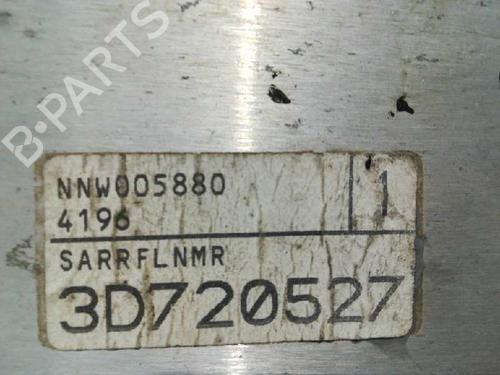 B-PARTS
NNW005880
4196
1
SARRFLNMR
3D720527